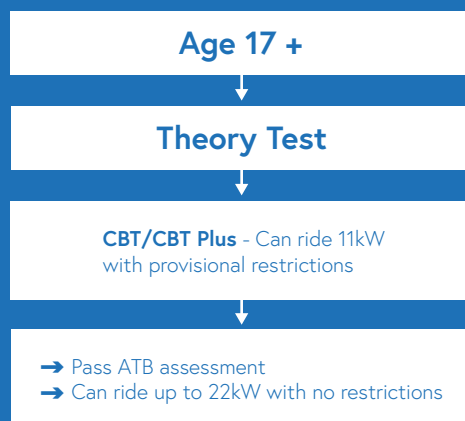 Age 17 +
Theory Test
CBT/CBT Plus - Can ride 11kW
with provisional restrictions
➔ Pass ATB assessment
➔ Can ride up to 22kW with no restrictions